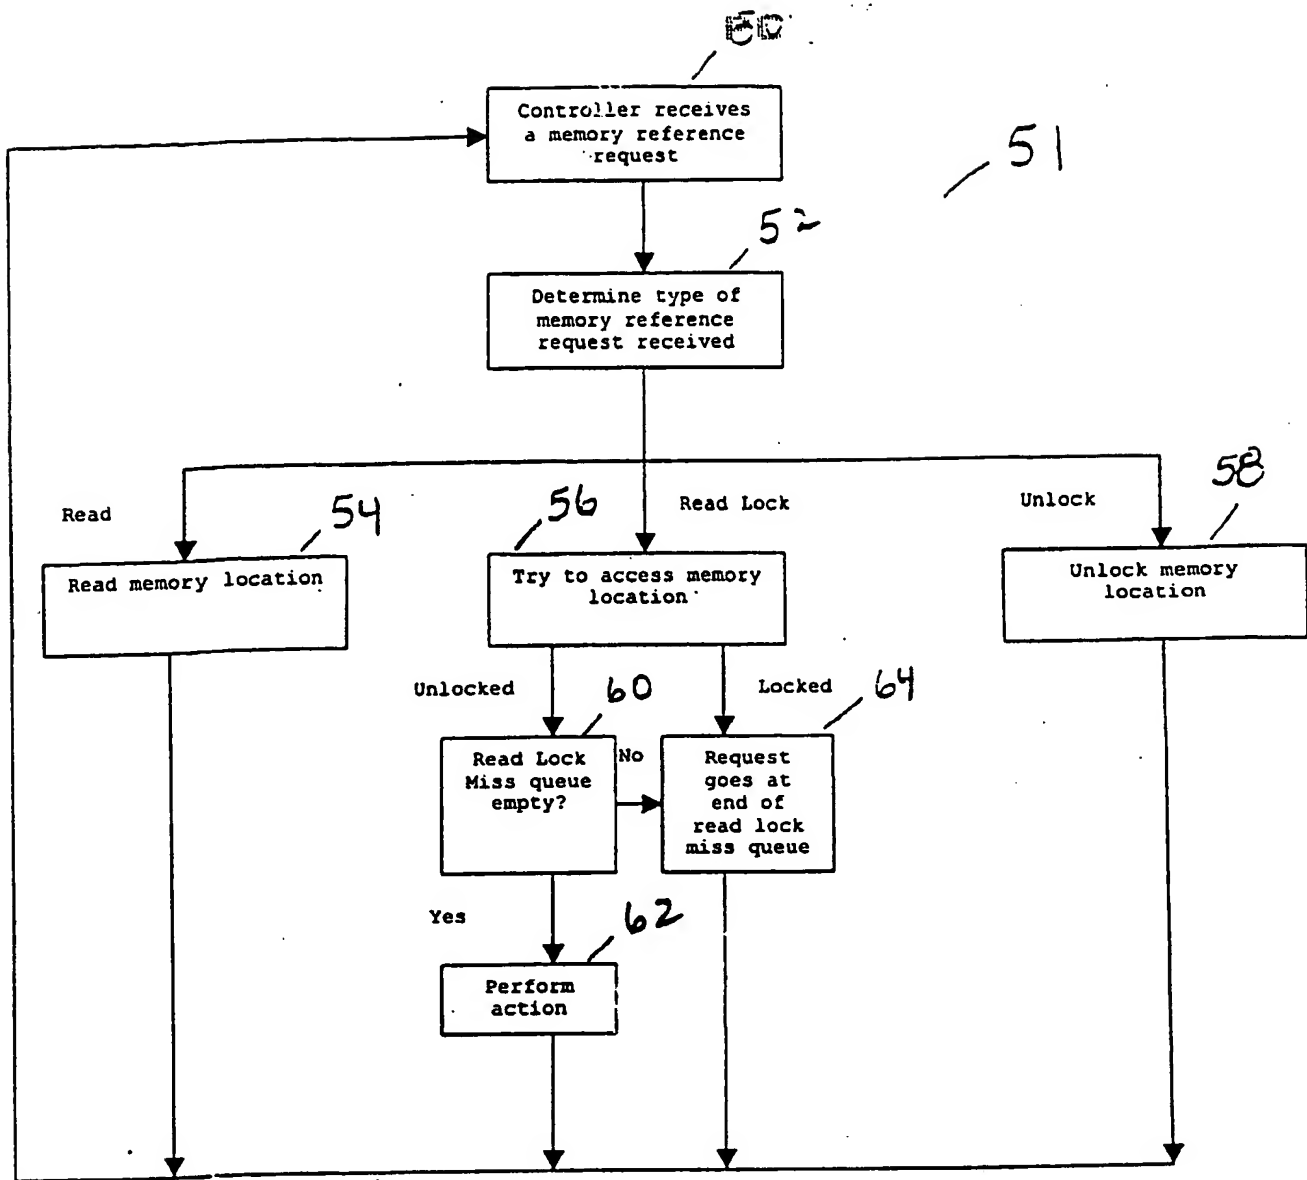 Controller receives
a memory reference
request
51
52
Determine type of
memory reference
request received
58
Read
54
56
Read Lock
Unlock
Read memory location
Try to access memory
location
Unlock memory
location
Unlocked
60
Locked
64
Read Lock
Miss queue
empty?
No
Request
goes at
end of
read lock
miss queue
Yes
62
Perform
action